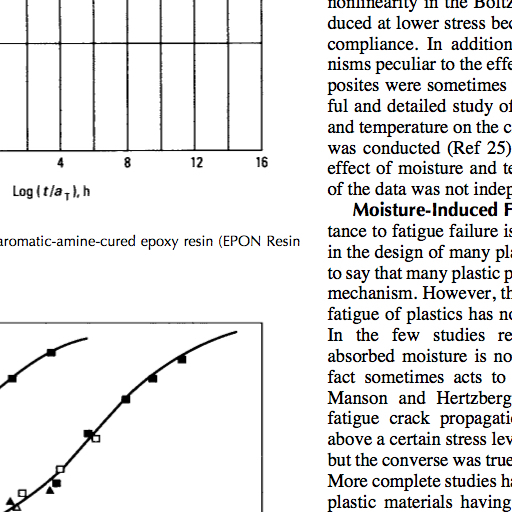 4 8 12 16
Log (t/aT), h
aromatic-amine-cured epoxy resin (EPON Resin
nonlinearity in the Boltz
duced at lower stress bec
compliance. In addition
nisms peculiar to the effe
posites were sometimes
ful and detailed study of
and temperature on the c
was conducted (Ref 25)
effect of moisture and te
of the data was not indep
Moisture-Induced F
tance to fatigue failure is
in the design of many pla
to say that many plastic p
mechanism. However, th
fatigue of plastics has no
In the few studies re
absorbed moisture is no
fact sometimes acts to
Manson and Hertzberg
fatigue crack propagatio
above a certain stress lev
but the converse was true
More complete studies ha
plastic materials having